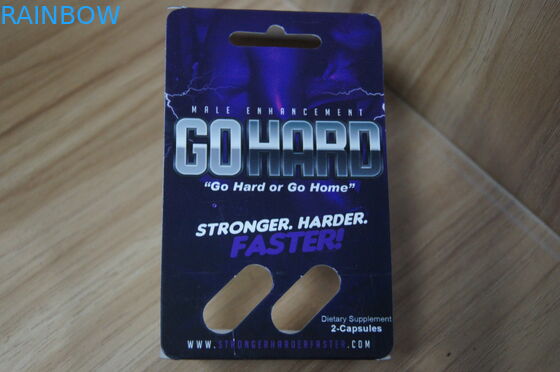 RAINBOW
MALE ENHANCEMENT
GO HARD
“Go Hard or Go Home”
STRONGER. HARDER.
FASTER!
Dietary Supplement
2-Capsules
WWW.STRONGERHARDERFASTER.COM